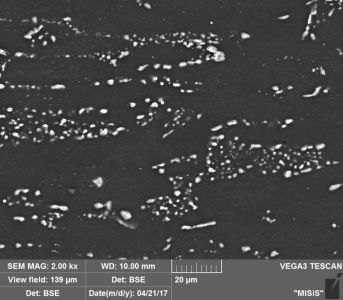 SEM MAG: 2.00 kx WD: 10.00 mm VEGA3 TESCAN
View field: 139 µm Det: BSE 20 µm
Det: BSE Date(m/d/y): 04/21/17 "MISIS"